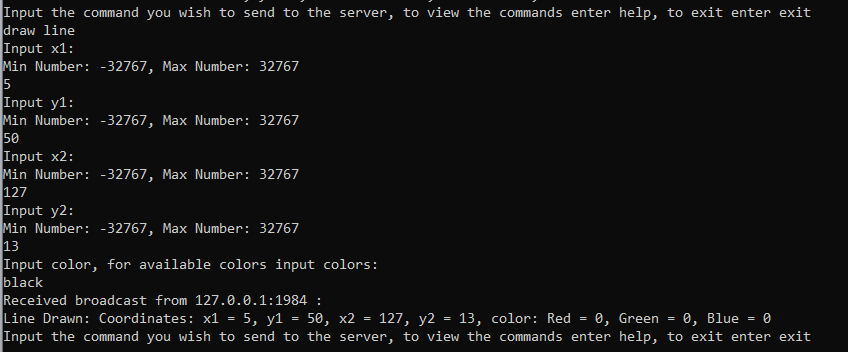 Input the command you wish to send to the server, to view the commands enter help, to exit enter exit
draw line
Input x1:
Min Number: -32767, Max Number: 32767
5
Input y1:
Min Number: -32767, Max Number: 32767
50
Input x2:
Min Number: -32767, Max Number: 32767
127
Input y2:
Min Number: -32767, Max Number: 32767
13
Input color, for available colors input colors:
black
Received broadcast from 127.0.0.1:1984 :
Line Drawn: Coordinates: x1 = 5, y1 = 50, x2 = 127, y2 = 13, color: Red = 0, Green = 0, Blue = 0
Input the command you wish to send to the server, to view the commands enter help, to exit enter exit